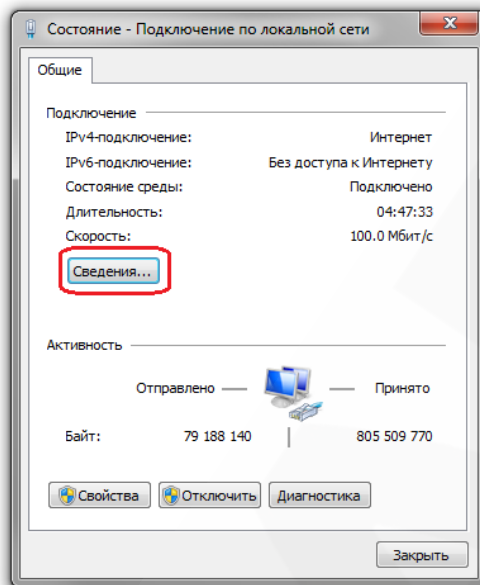 Состояние - Подключение по локальной сети
Общие
Подключение
IPv4-подключение: Интернет
IPv6-подключение: Без доступа к Интернету
Состояние среды: Подключено
Длительность: 04:47:33
Скорость: 100.0 Мбит/с
Сведения...
Активность
Отправлено — — Принято
Байт: 79 188 140 | 805 509 770
Свойства Отключить Диагностика
Закрыть